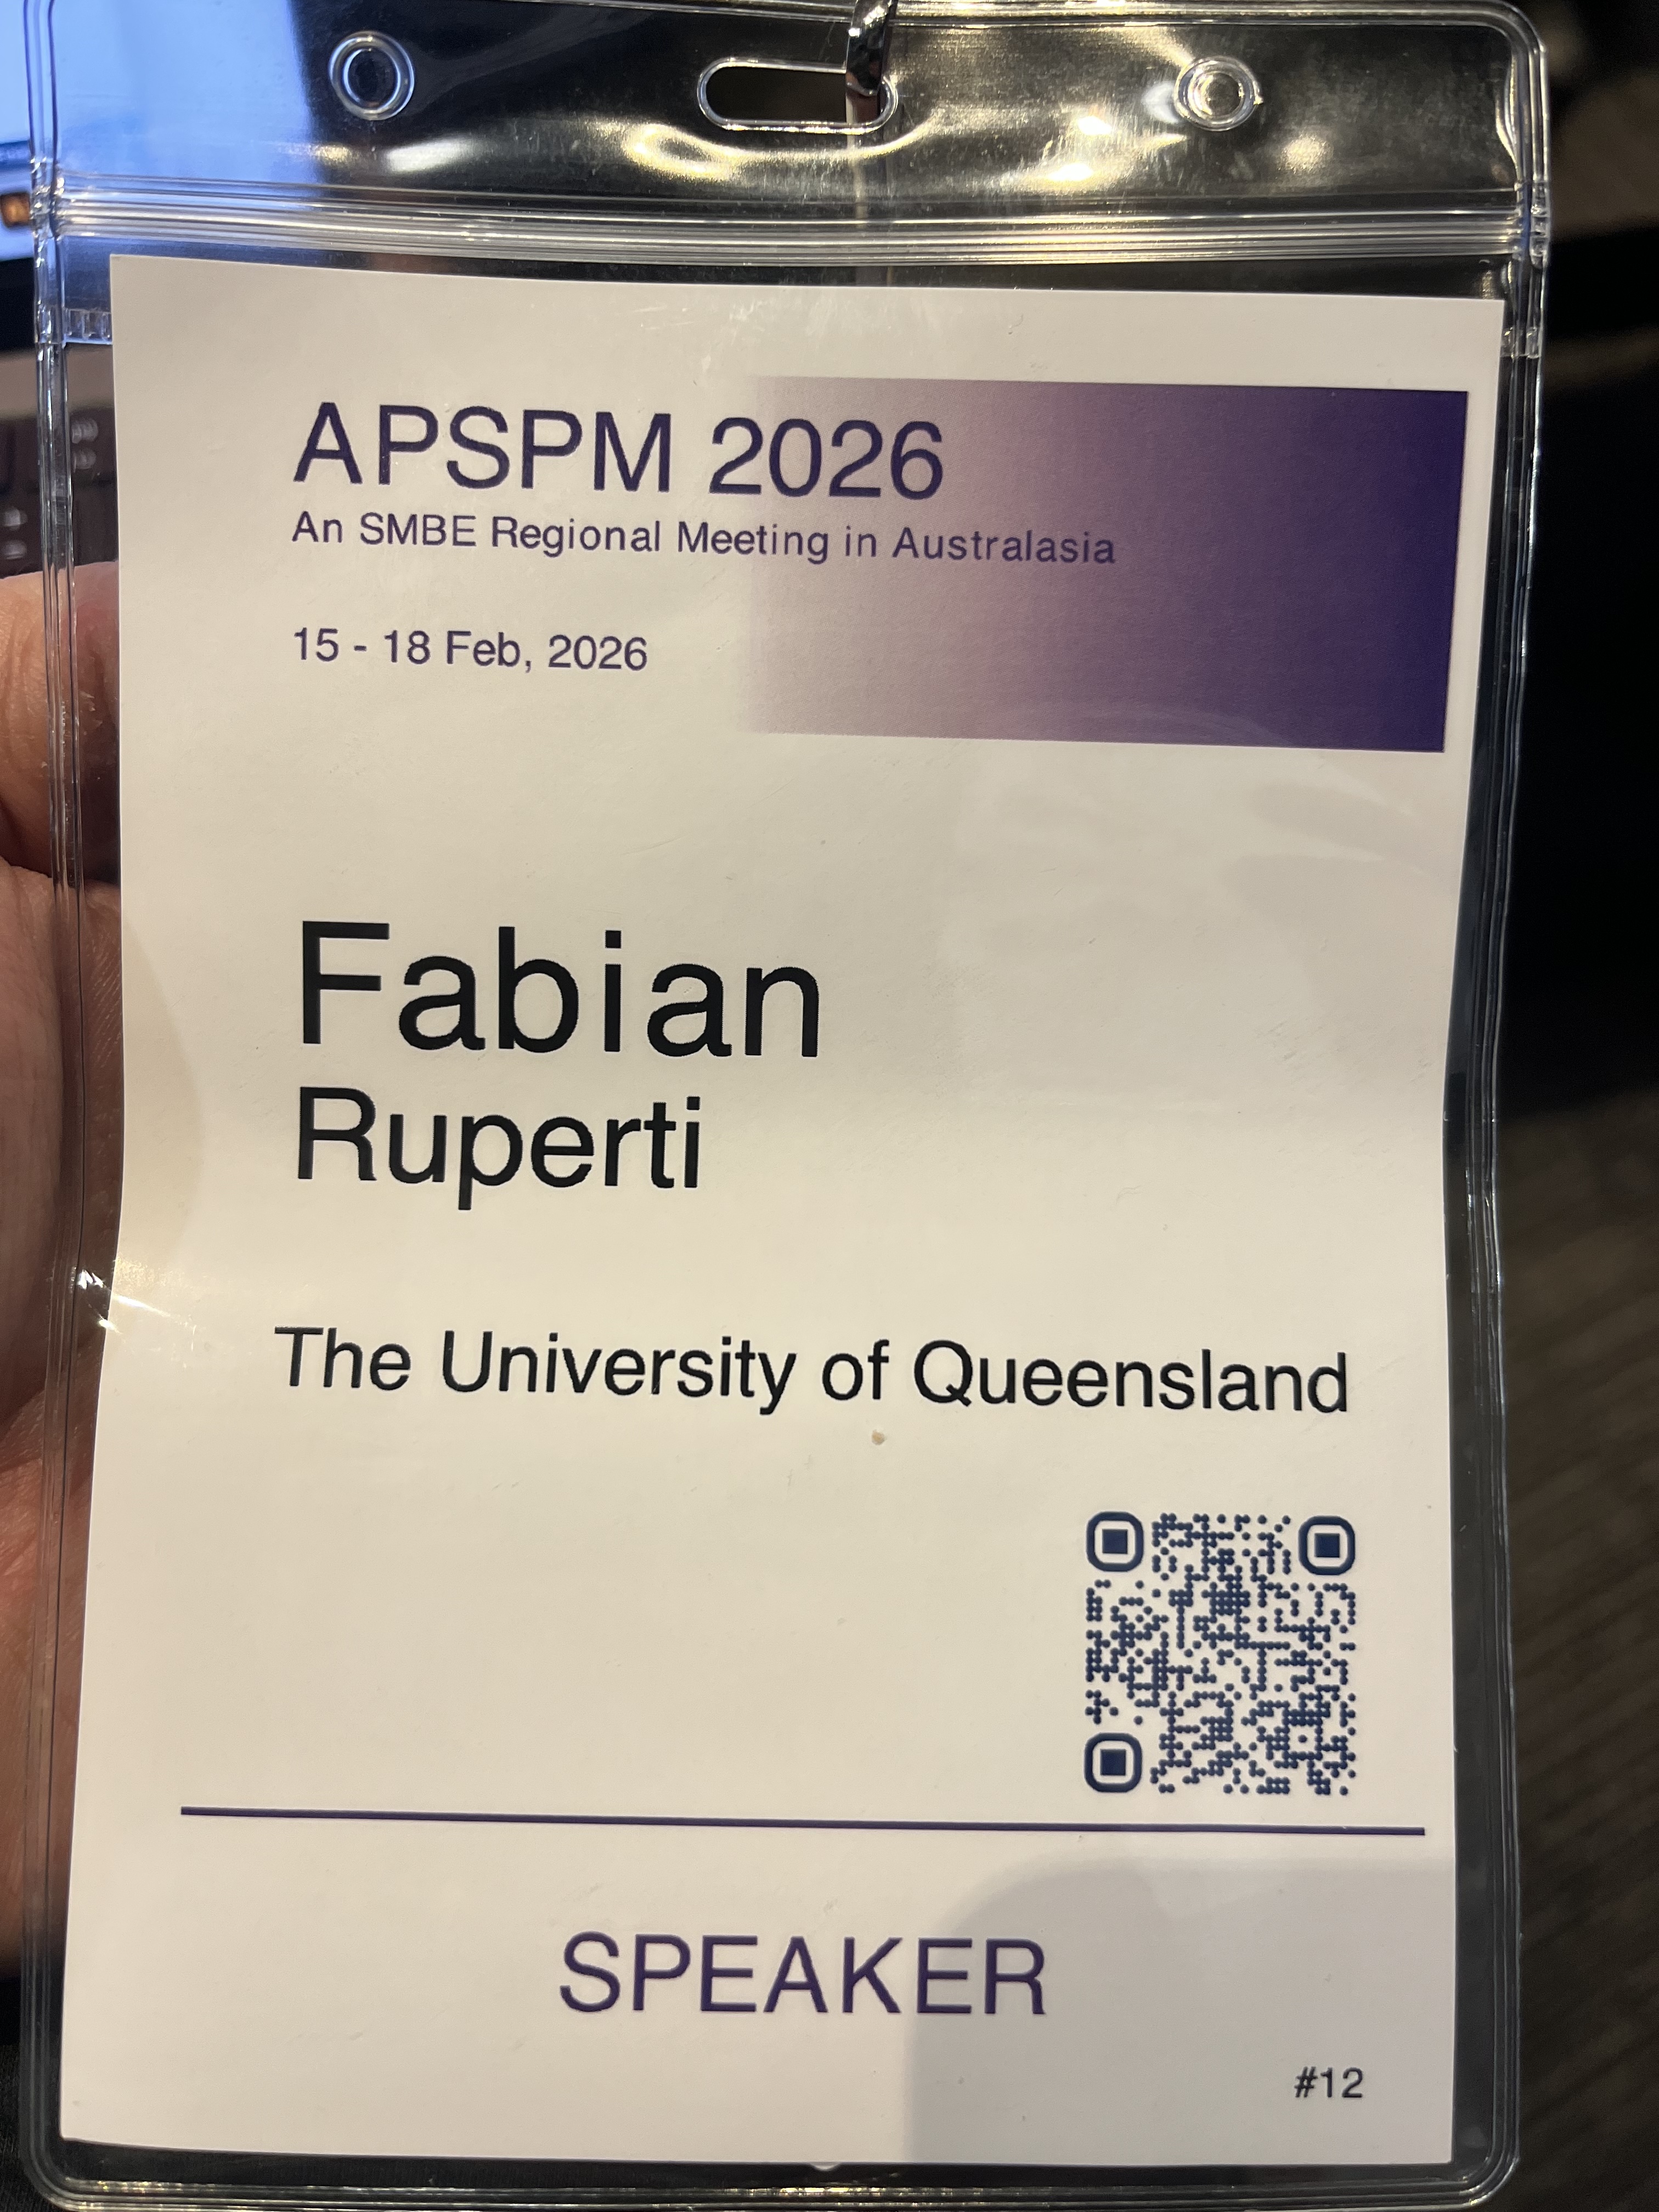 APSPM 2026
An SMBE Regional Meeting in Australasia
15 - 18 Feb, 2026
Fabian
Ruperti
The University of Queensland
SPEAKER
#12